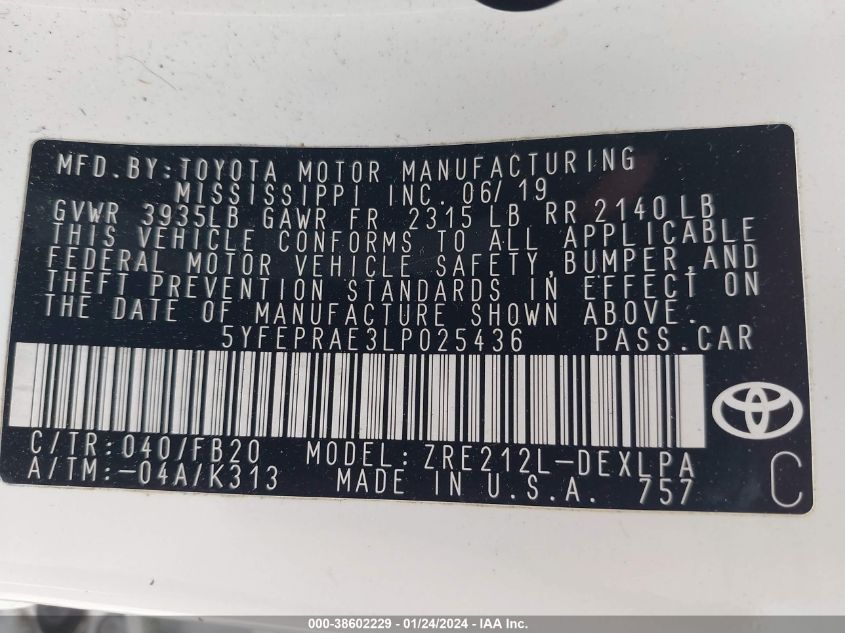 MFD.BY:TOYOTA MOTOR MANUFACTURING
MISSISSIPPI INC. 06/19
GVWR 3935LB GAWR FR 2315 LB RR 2140 LB
THIS VEHICLE CONFORMS TO ALL APPLICABLE
FEDERAL MOTOR VEHICLE SAFETY, BUMPER, AND
THEFT PREVENTION STANDARDS IN EFFECT ON
THE DATE OF MANUFACTURE SHOWN ABOVE.
5YFEPRAE3LP025436 PASS.CAR
C/TR: 040/FB20 MODEL: ZRE212L-DEXLPA
A/TM:-04A/K313 MADE IN U.S.A. 757 C
000-38602229 - 01/24/2024 - IAA Inc.